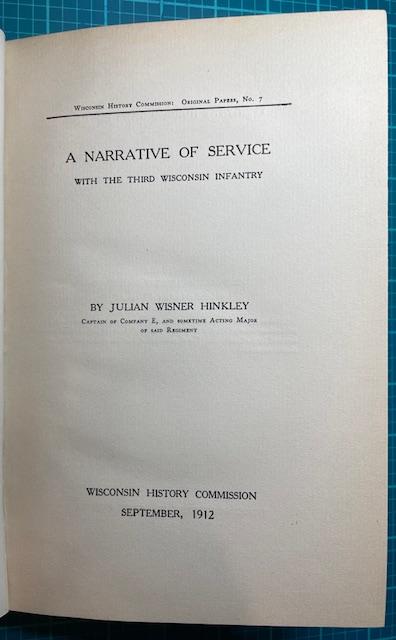 Wisconsin History Commission: Original Papers, No. 7
A NARRATIVE OF SERVICE
WITH THE THIRD WISCONSIN INFANTRY
BY JULIAN WISNER HINKLEY
Captain of Company E, and sometime Acting Major
of said Regiment
WISCONSIN HISTORY COMMISSION
SEPTEMBER, 1912